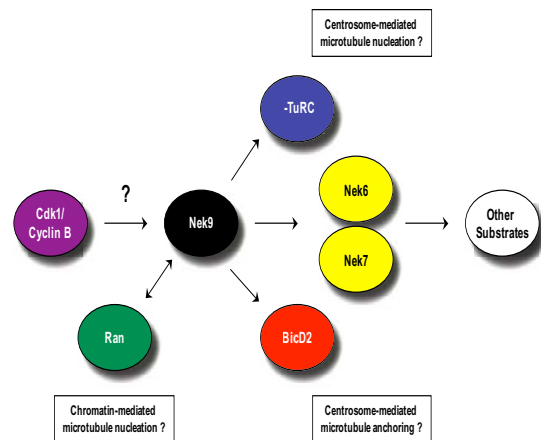 Centrosome-mediated
microtubule nucleation ?
-TuRC
?
Cdk1/
Cyclin B
Nek9
Nek6
Nek7
Other
Substrates
Ran
BicD2
Chromatin-mediated
microtubule nucleation ?
Centrosome-mediated
microtubule anchoring ?